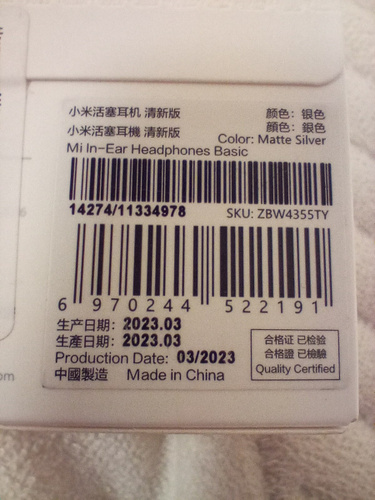 小米活塞耳机 清新版
颜色：银色
小米活塞耳機 清新版
顔色：銀色
Color: Matte Silver
Mi In-Ear Headphones Basic
14274/11334978
SKU: ZBW4355TY
6 970244 522191
生产日期：2023.03
生產日期：2023.03
Production Date: 03/2023
中國製造 Made in China
合格证 已检验
合格證 已檢驗
Quality Certified
om